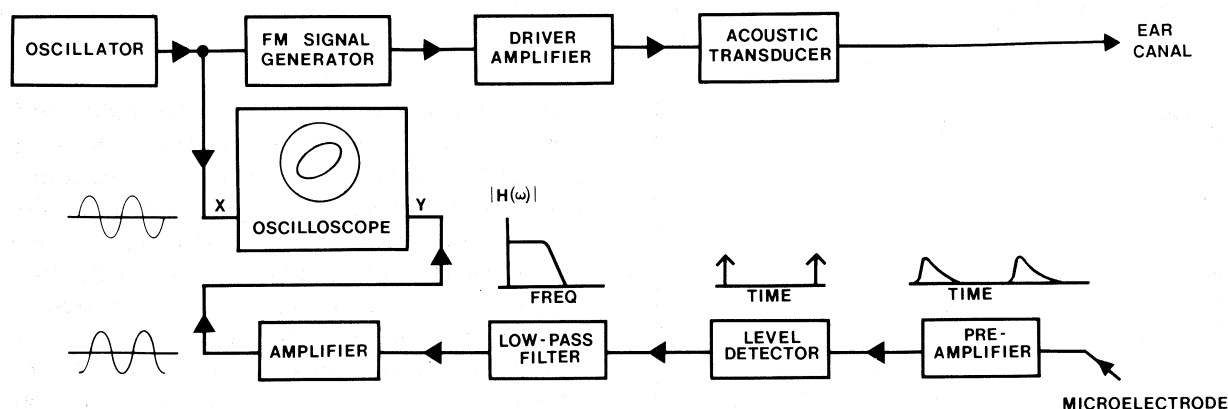 OSCILLATOR
FM SIGNAL
GENERATOR
DRIVER
AMPLIFIER
ACOUSTIC
TRANSDUCER
EAR
CANAL
X
Y
OSCILLOSCOPE
|H(ω)|
FREQ
TIME
TIME
AMPLIFIER
LOW-PASS
FILTER
LEVEL
DETECTOR
PRE-
AMPLIFIER
MICROELECTRODE